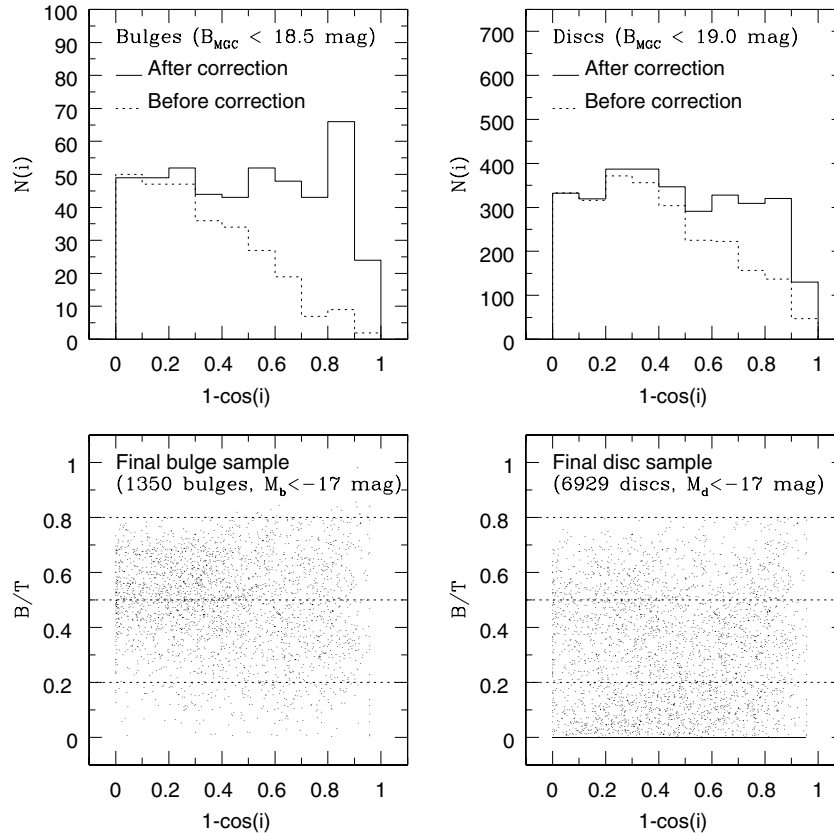 100
90
80
70
60
50
40
30
20
10
0
N(i)
Bulges (B_MGC < 18.5 mag)
After correction
Before correction
0 0.2 0.4 0.6 0.8 1
1-cos(i)
700
600
500
400
300
200
100
0
N(i)
Discs (B_MGC < 19.0 mag)
After correction
Before correction
0 0.2 0.4 0.6 0.8 1
1-cos(i)
1
0.8
0.6
0.4
0.2
0
B/T
Final bulge sample
(1350 bulges, M_b<-17 mag)
0 0.2 0.4 0.6 0.8 1
1-cos(i)
1
0.8
0.6
0.4
0.2
0
B/T
Final disc sample
(6929 discs, M_d<-17 mag)
0 0.2 0.4 0.6 0.8 1
1-cos(i)